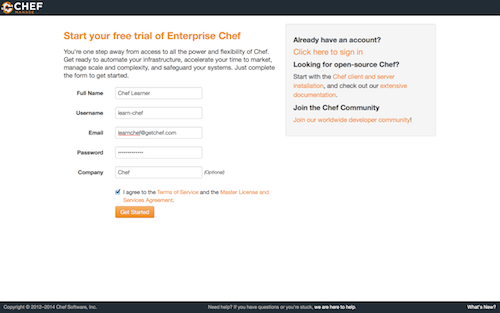 CHEF
MANAGE
Start your free trial of Enterprise Chef
You're one step away from access to all the power and flexibility of Chef.
Get ready to automate your infrastructure, accelerate your time to market,
manage scale and complexity, and safeguard your systems. Just complete
the form to get started.
Full Name Chef Learner
Username learn-chef
Email learnchef@getchef.com
Password ••••••••••••
Company Chef (Optional)
I agree to the Terms of Service and the Master License and
Services Agreement.
Get Started
Already have an account?
Click here to sign in
Looking for open-source Chef?
Start with the Chef client and server
installation, and check out our extensive
documentation.
Join the Chef Community
Join our worldwide developer community!
Copyright © 2012–2014 Chef Software, Inc.
Need help? If you have questions or you're stuck, we are here to help.
What's New?